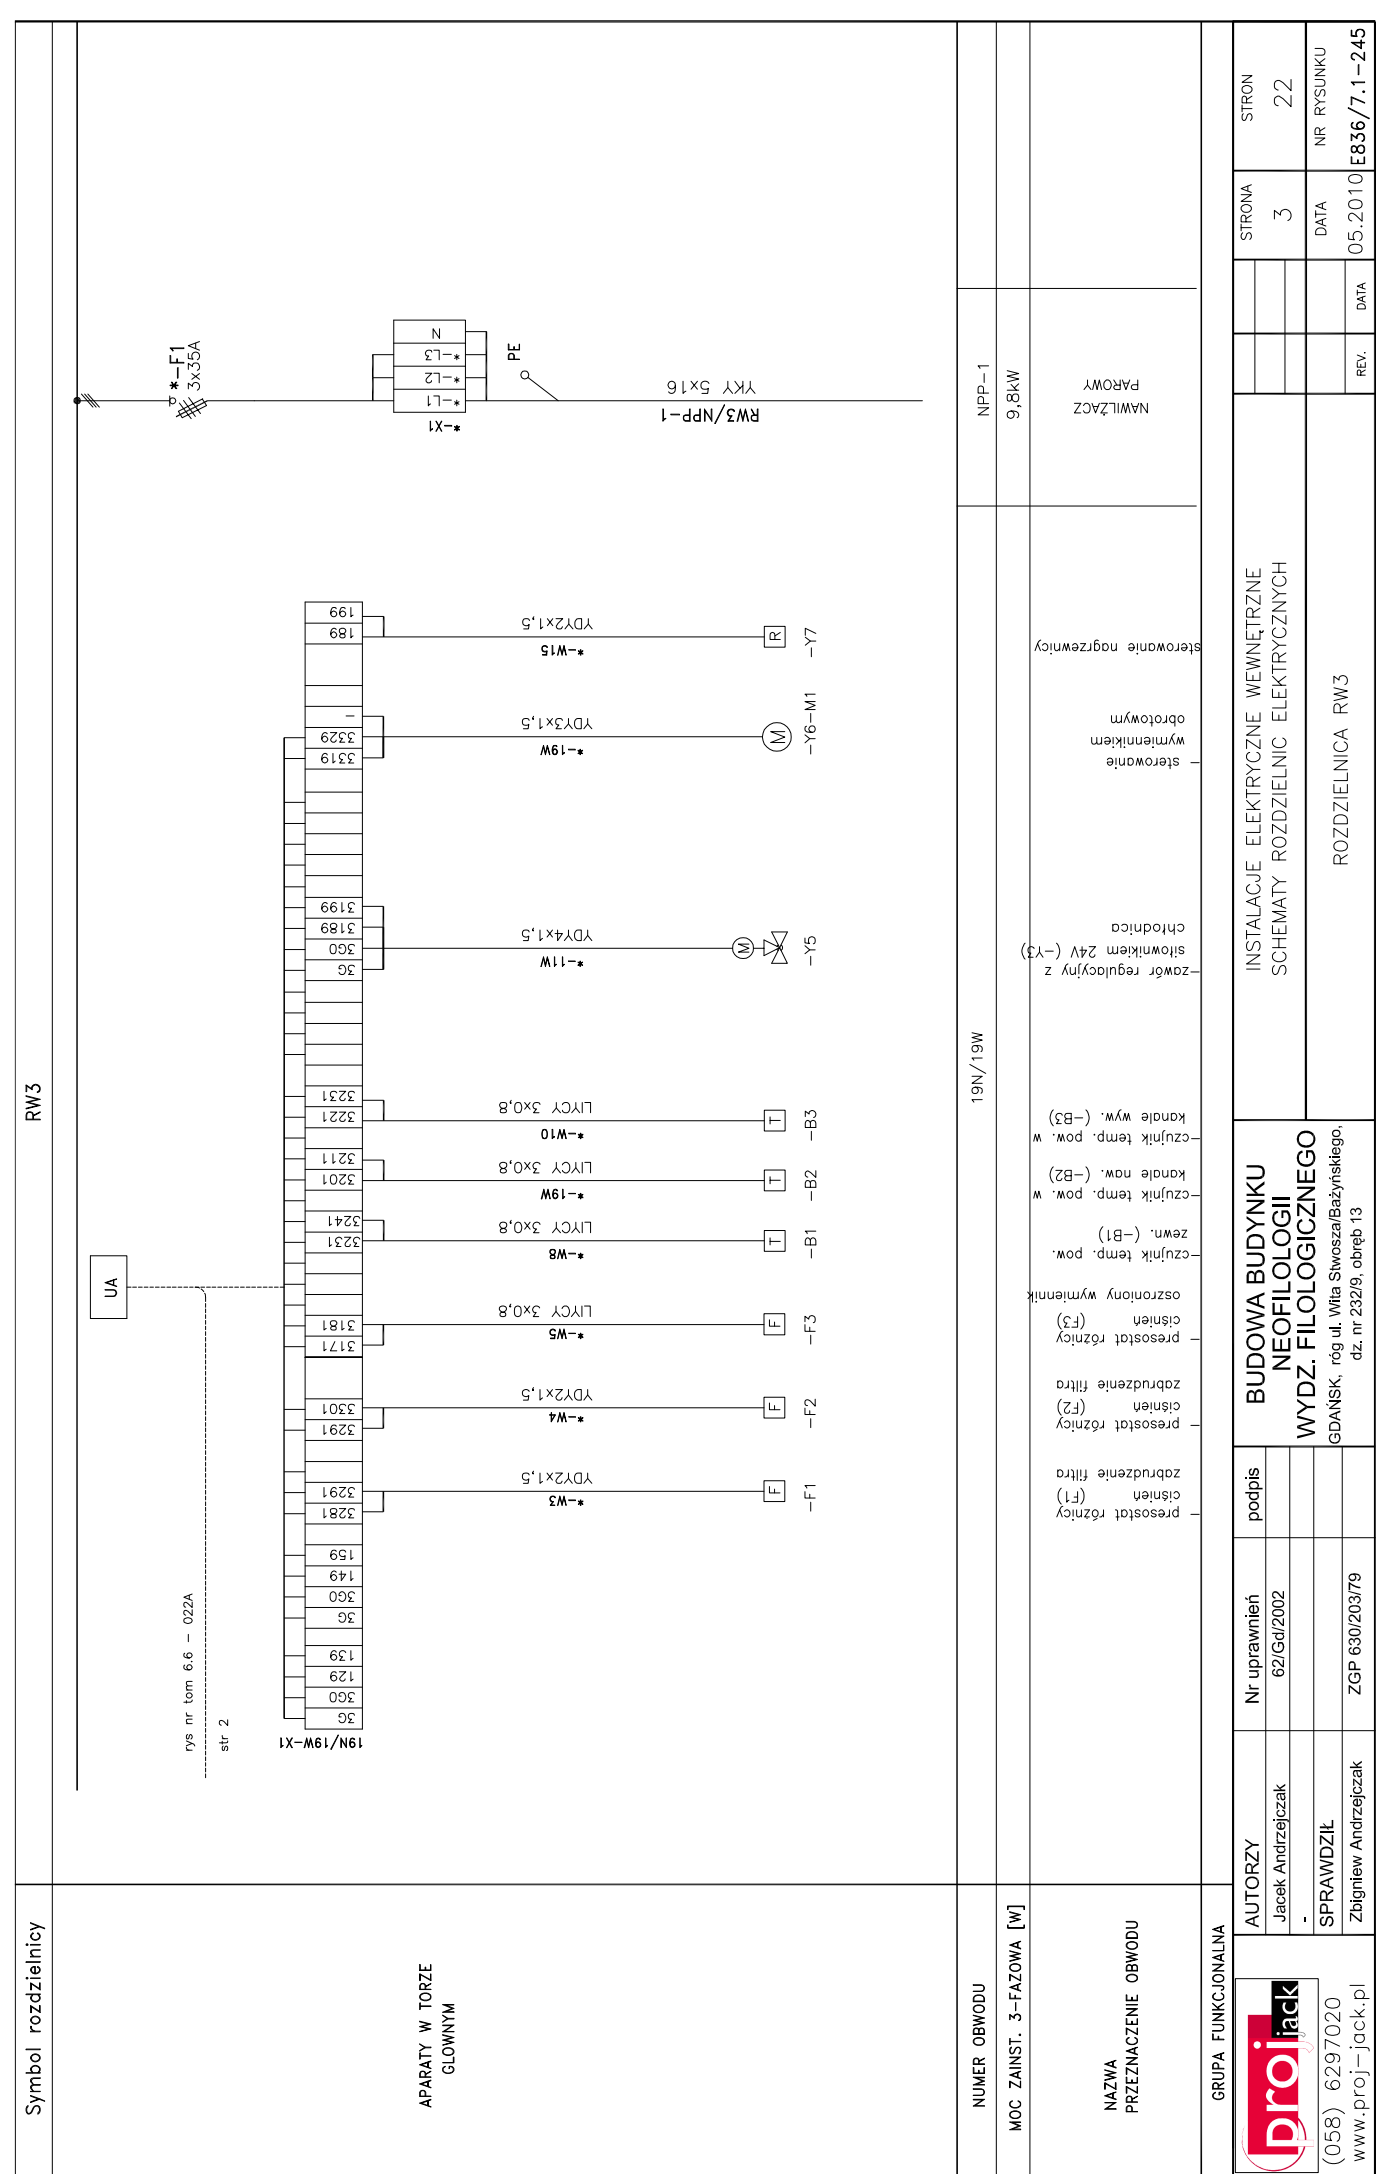 Symbol rozdzielnicy
RW3
APARATY W TORZE
GLOWNYM
UA
rys nr tom 6.6 – 022A
str 2
19N/19W–X1
3G
3G0
129
139
3G
3G0
149
159
3281
3291
3291
3301
3171
3181
3231
3241
3201
3211
3221
3231
3G
3G0
3189
3199
3319
3329
–
189
199
*–W3
YDY2x1,5
F
–F1
*–W4
YDY2x1,5
F
–F2
*–W5
LIYCY 3x0,8
F
–F3
*–W8
LIYCY 3x0,8
T
–B1
*–19W
LIYCY 3x0,8
T
–B2
*–W10
LIYCY 3x0,8
T
–B3
*–11W
YDY4x1,5
M
–Y5
*–19W
YDY3x1,5
M
–Y6–M1
*–W15
YDY2x1,5
R
–Y7
*–F1
3x35A
*–X1
*–L1
*–L2
*–L3
N
PE
RW3/NPP–1
YKY 5x16
NUMER OBWODU
19N/19W
NPP–1
MOC ZAINST. 3–FAZOWA [W]
9,8kW
NAZWA
PRZEZNACZENIE OBWODU
– presostat różnicy
ciśnień (F1)
zabrudzenie filtra
– presostat różnicy
ciśnień (F2)
zabrudzenie filtra
– presostat różnicy
ciśnień (F3)
oszroniony wymiennik
–czujnik temp. pow.
zewn. (–B1)
–czujnik temp. pow. w
kanale naw. (–B2)
–czujnik temp. pow. w
kanale wyw. (–B3)
–zawór regulacyjny z
siłownikiem 24V (–Y3)
chłodnica
– sterowanie
wymiennikiem
obrotowym
sterowanie nagrzewnicy
NAWILŻACZ
PAROWY
GRUPA FUNKCJONALNA
proj
jack
(058) 6297020
www.proj–jack.pl
AUTORZY
Nr uprawnień
podpis
Jacek Andrzejczak
62/Gd/2002
-
SPRAWDZIŁ
Zbigniew Andrzejczak
ZGP 630/203/79
BUDOWA BUDYNKU
NEOFILOLOGII
WYDZ. FILOLOGICZNEGO
GDAŃSK, róg ul. Wita Stwosza/Bażyńskiego,
dz. nr 232/9, obręb 13
INSTALACJE ELEKTRYCZNE WEWNĘTRZNE
SCHEMATY ROZDZIELNIC ELEKTRYCZNYCH
ROZDZIELNICA RW3
REV.
DATA
STRONA
3
STRON
22
DATA
05.2010
NR RYSUNKU
E836/7.1–245